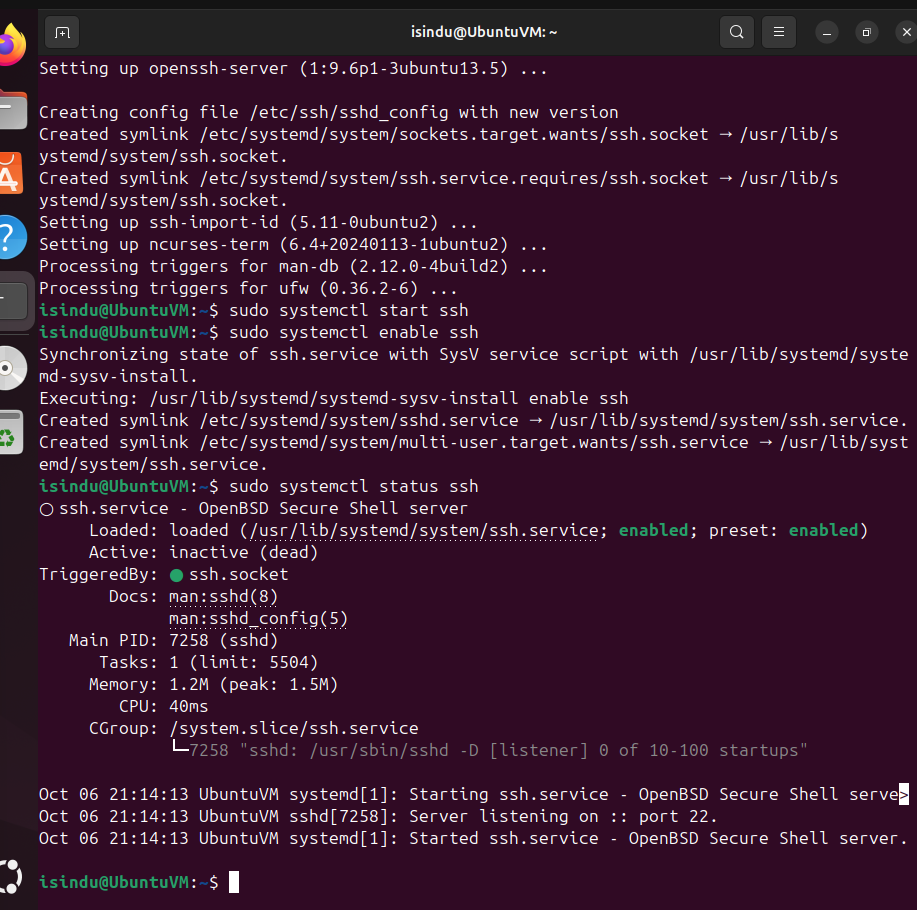 isindu@UbuntuVM: ~
Setting up openssh-server (1:9.6p1-3ubuntu13.5) ...
Creating config file /etc/ssh/sshd_config with new version
Created symlink /etc/systemd/system/sockets.target.wants/ssh.socket → /usr/lib/s
ystemd/system/ssh.socket.
Created symlink /etc/systemd/system/ssh.service.requires/ssh.socket → /usr/lib/s
ystemd/system/ssh.socket.
Setting up ssh-import-id (5.11-0ubuntu2) ...
Setting up ncurses-term (6.4+20240113-1ubuntu2) ...
Processing triggers for man-db (2.12.0-4build2) ...
Processing triggers for ufw (0.36.2-6) ...
isindu@UbuntuVM:~$ sudo systemctl start ssh
isindu@UbuntuVM:~$ sudo systemctl enable ssh
Synchronizing state of ssh.service with SysV service script with /usr/lib/systemd/syste
md-sysv-install.
Executing: /usr/lib/systemd/systemd-sysv-install enable ssh
Created symlink /etc/systemd/system/sshd.service → /usr/lib/systemd/system/ssh.service.
Created symlink /etc/systemd/system/multi-user.target.wants/ssh.service → /usr/lib/syst
emd/system/ssh.service.
isindu@UbuntuVM:~$ sudo systemctl status ssh
○ ssh.service - OpenBSD Secure Shell server
Loaded: loaded (/usr/lib/systemd/system/ssh.service; enabled; preset: enabled)
Active: inactive (dead)
TriggeredBy: ● ssh.socket
Docs: man:sshd(8)
man:sshd_config(5)
Main PID: 7258 (sshd)
Tasks: 1 (limit: 5504)
Memory: 1.2M (peak: 1.5M)
CPU: 40ms
CGroup: /system.slice/ssh.service
└─7258 "sshd: /usr/sbin/sshd -D [listener] 0 of 10-100 startups"
Oct 06 21:14:13 UbuntuVM systemd[1]: Starting ssh.service - OpenBSD Secure Shell serve>
Oct 06 21:14:13 UbuntuVM sshd[7258]: Server listening on :: port 22.
Oct 06 21:14:13 UbuntuVM systemd[1]: Started ssh.service - OpenBSD Secure Shell server.
isindu@UbuntuVM:~$